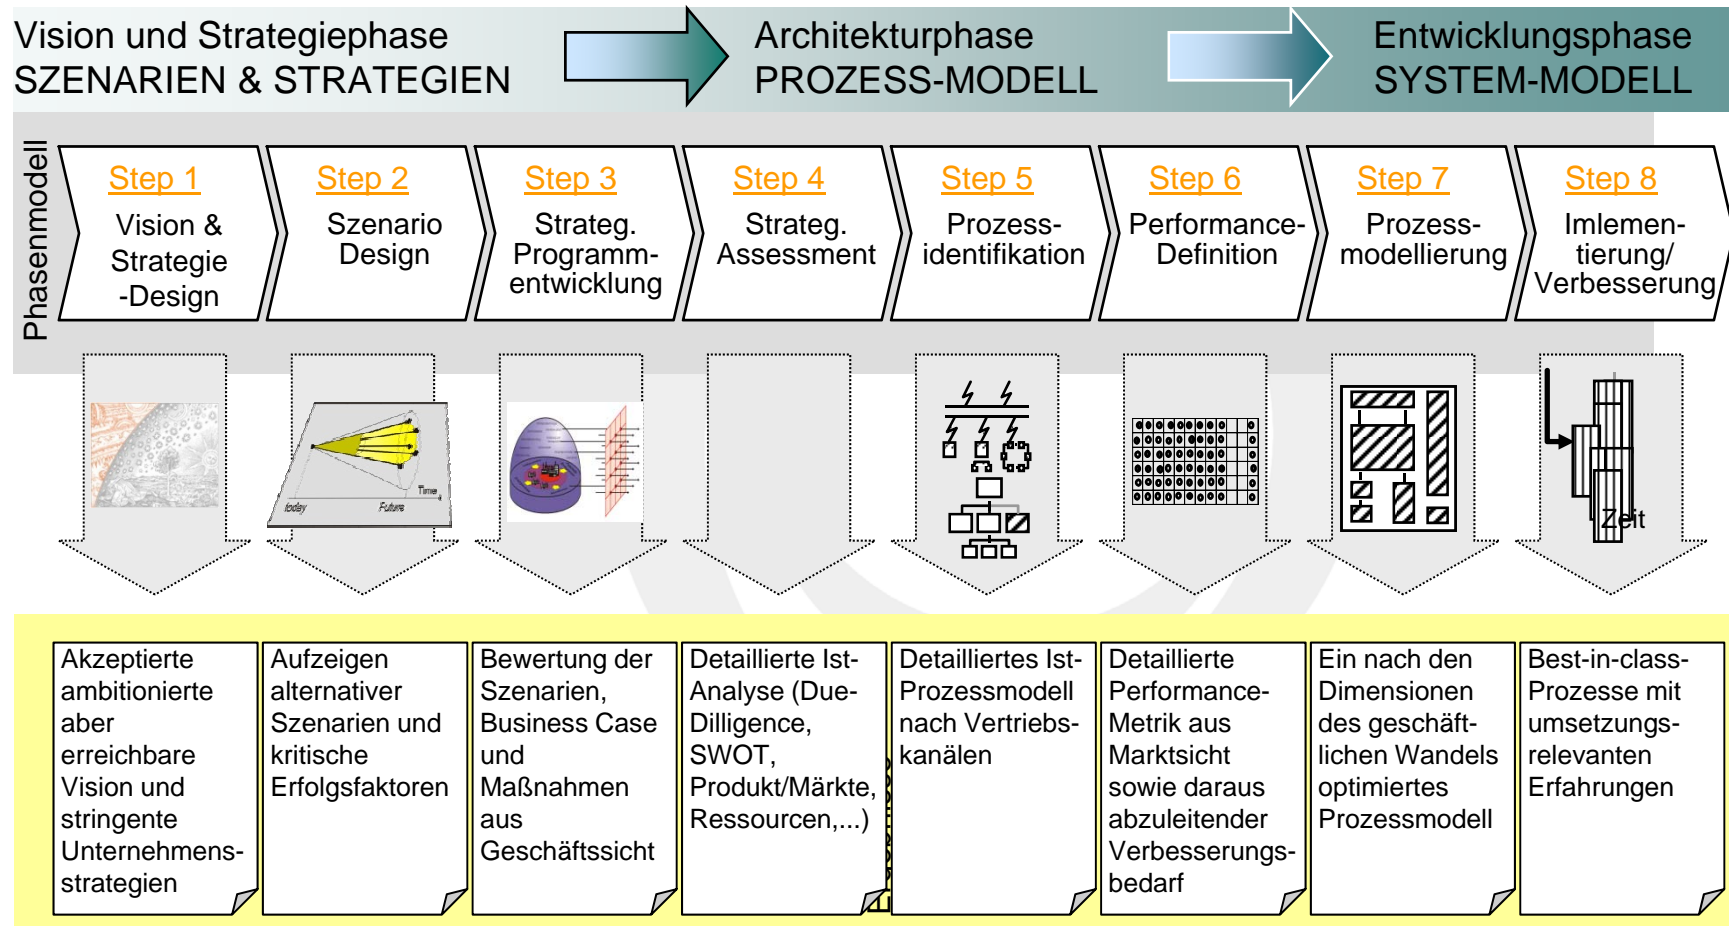 Vision und Strategiephase
SZENARIEN & STRATEGIEN
Architekturphase
PROZESS-MODELL
Entwicklungsphase
SYSTEM-MODELL
Phasenmodell
Step 1
Vision &
Strategie
-Design
Step 2
Szenario
Design
Step 3
Strateg.
Programm-
entwicklung
Step 4
Strateg.
Assessment
Step 5
Prozess-
identifikation
Step 6
Performance-
Definition
Step 7
Prozess-
modellierung
Step 8
Imlemen-
tierung/
Verbesserung
Time
today
Future
Zeit
Akzeptierte
ambitionierte
aber
erreichbare
Vision und
stringente
Unternehmens-
strategien
Aufzeigen
alternativer
Szenarien und
kritische
Erfolgsfaktoren
Bewertung der
Szenarien,
Business Case
und
Maßnahmen
aus
Geschäftssicht
Detaillierte Ist-
Analyse (Due-
Dilligence,
SWOT,
Produkt/Märkte,
Ressourcen,...)
Detailliertes Ist-
Prozessmodell
nach Vertriebs-
kanälen
Detaillierte
Performance-
Metrik aus
Marktsicht
sowie daraus
abzuleitender
Verbesserungs-
bedarf
Ein nach den
Dimensionen
des geschäft-
lichen Wandels
optimiertes
Prozessmodell
Best-in-class-
Prozesse mit
umsetzungs-
relevanten
Erfahrungen